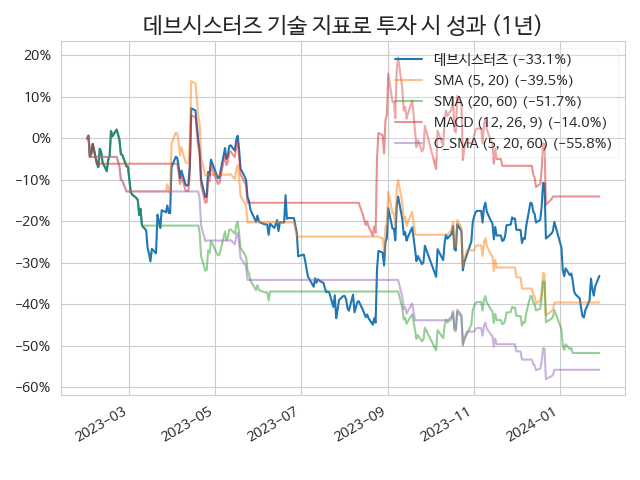 데브시스터즈 기술 지표로 투자 시 성과 (1년)
20%
10%
0%
−10%
−20%
−30%
−40%
−50%
−60%
데브시스터즈 (−33.1%)
SMA (5, 20) (−39.5%)
SMA (20, 60) (−51.7%)
MACD (12, 26, 9) (−14.0%)
C_SMA (5, 20, 60) (−55.8%)
2023−03
2023−05
2023−07
2023−09
2023−11
2024−01